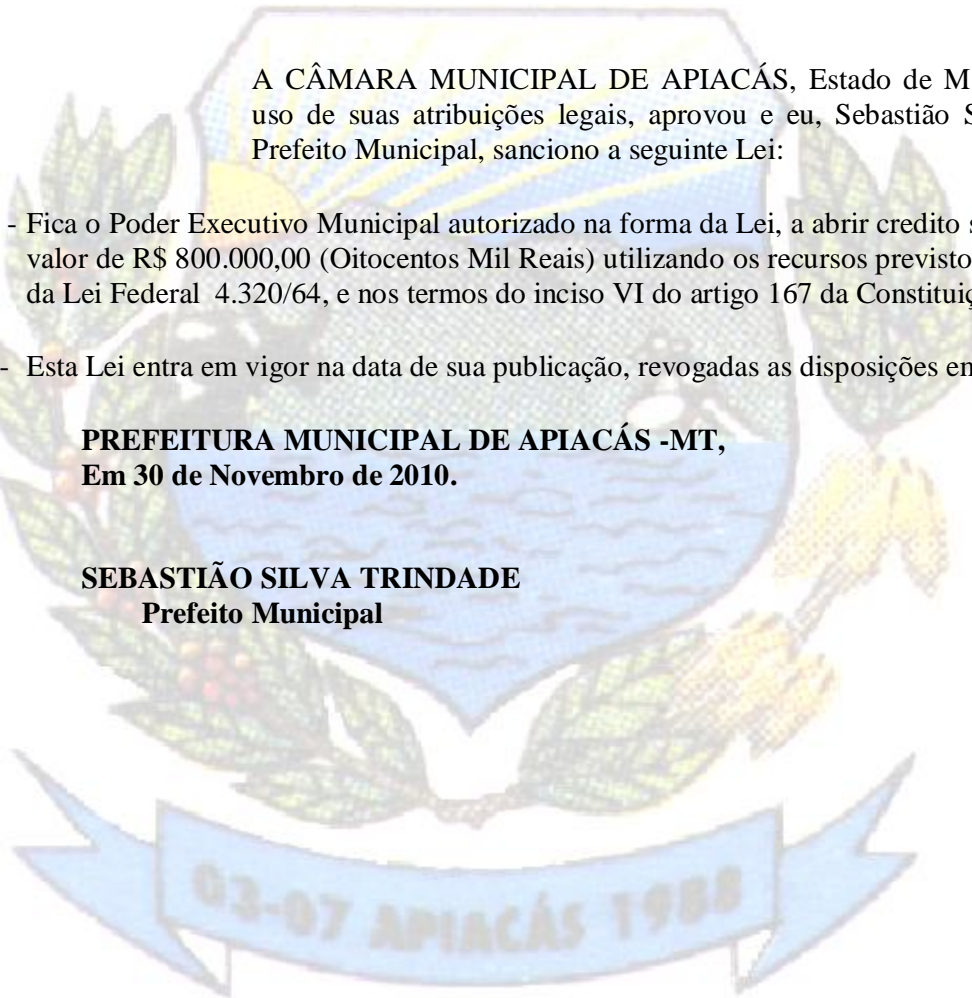 A CÂMARA MUNICIPAL DE APIACÁS, Estado de M
uso de suas atribuições legais, aprovou e eu, Sebastião S
Prefeito Municipal, sanciono a seguinte Lei:
- Fica o Poder Executivo Municipal autorizado na forma da Lei, a abrir credito s
valor de R$ 800.000,00 (Oitocentos Mil Reais) utilizando os recursos previsto
da Lei Federal 4.320/64, e nos termos do inciso VI do artigo 167 da Constituiç
- Esta Lei entra em vigor na data de sua publicação, revogadas as disposições en
PREFEITURA MUNICIPAL DE APIACÁS -MT,
Em 30 de Novembro de 2010.
SEBASTIÃO SILVA TRINDADE
Prefeito Municipal
03-07 APIACÁS 1988